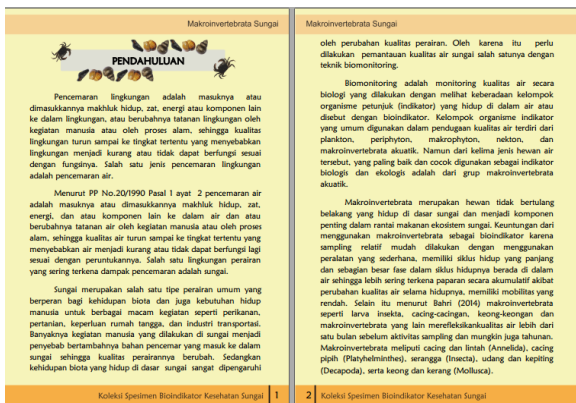 Makroinvertebrata Sungai
PENDAHULUAN
Pencemaran lingkungan adalah masuknya atau
dimasukkannya makhluk hidup, zat, energi atau komponen lain
ke dalam lingkungan, atau berubahnya tatanan lingkungan oleh
kegiatan manusia atau oleh proses alam, sehingga kualitas
lingkungan turun sampai ke tingkat tertentu yang menyebabkan
lingkungan menjadi kurang atau tidak dapat berfungsi sesuai
dengan fungsinya. Salah satu jenis pencemaran lingkungan
adalah pencemaran air.
Menurut PP No.20/1990 Pasal 1 ayat 2 pencemaran air
adalah masuknya atau dimasukkannya makhluk hidup, zat,
energi, dan atau komponen lain ke dalam air dan atau
berubahnya tatanan air oleh kegiatan manusia atau oleh proses
alam, sehingga kualitas air turun sampai ke tingkat tertentu yang
menyebabkan air menjadi kurang atau tidak dapat berfungsi lagi
sesuai dengan peruntukannya. Salah satu lingkungan perairan
yang sering terkena dampak pencemaran adalah sungai.
Sungai merupakan salah satu tipe perairan umum yang
berperan bagi kehidupan biota dan juga kebutuhan hidup
manusia untuk berbagai macam kegiatan seperti perikanan,
pertanian, keperluan rumah tangga, dan industri transportasi.
Banyaknya kegiatan manusia yang dilakukan di sungai menjadi
penyebab bertambahnya bahan pencemar yang masuk ke dalam
sungai sehingga kualitas perairannya berubah. Sedangkan
kehidupan biota yang hidup di dasar sungai sangat dipengaruhi
Koleksi Spesimen Bioindikator Kesehatan Sungai 1
Makroinvertebrata Sungai
oleh perubahan kualitas perairan. Oleh karena itu perlu
dilakukan pemantauan kualitas air sungai salah satunya dengan
teknik biomonitoring.
Biomonitoring adalah monitoring kualitas air secara
biologi yang dilakukan dengan melihat keberadaan kelompok
organisme petunjuk (indikator) yang hidup di dalam air atau
disebut dengan bioindikator. Kelompok organisme indikator
yang umum digunakan dalam pendugaan kualitas air terdiri dari
plankton, periphyton, makrophyton, nekton, dan
makroinvertebrata akuatik. Namun dari kelima jenis hewan air
tersebut, yang paling baik dan cocok digunakan sebagai indikator
biologis dan ekologis adalah dari grup makroinvertebrata
akuatik.
Makroinvertebrata merupakan hewan tidak bertulang
belakang yang hidup di dasar sungai dan menjadi komponen
penting dalam rantai makanan ekosistem sungai. Keuntungan dari
menggunakan makroinvertebrata sebagai bioindikator karena
sampling relatif mudah dilakukan dengan menggunakan
peralatan yang sederhana, memiliki siklus hidup yang panjang
dan sebagian besar fase dalam siklus hidupnya berada di dalam
air sehingga lebih sering terkena paparan secara akumulatif akibat
perubahan kualitas air selama hidupnya, memiliki mobilitas yang
rendah. Selain itu menurut Bahri (2014) makroinvertebrata
seperti larva insekta, cacing-cacingan, keong-keongan dan
makroinvertebrata yang lain merefleksikankualitas air lebih dari
satu bulan sebelum aktivitas sampling dan mungkin juga tahunan.
Makroinvertebrata meliputi cacing dan lintah (Annelida), cacing
pipih (Platyhelminthes), serangga (Insecta), udang dan kepiting
(Decapoda), serta keong dan kerang (Mollusca).
2 Koleksi Spesimen Bioindikator Kesehatan Sungai